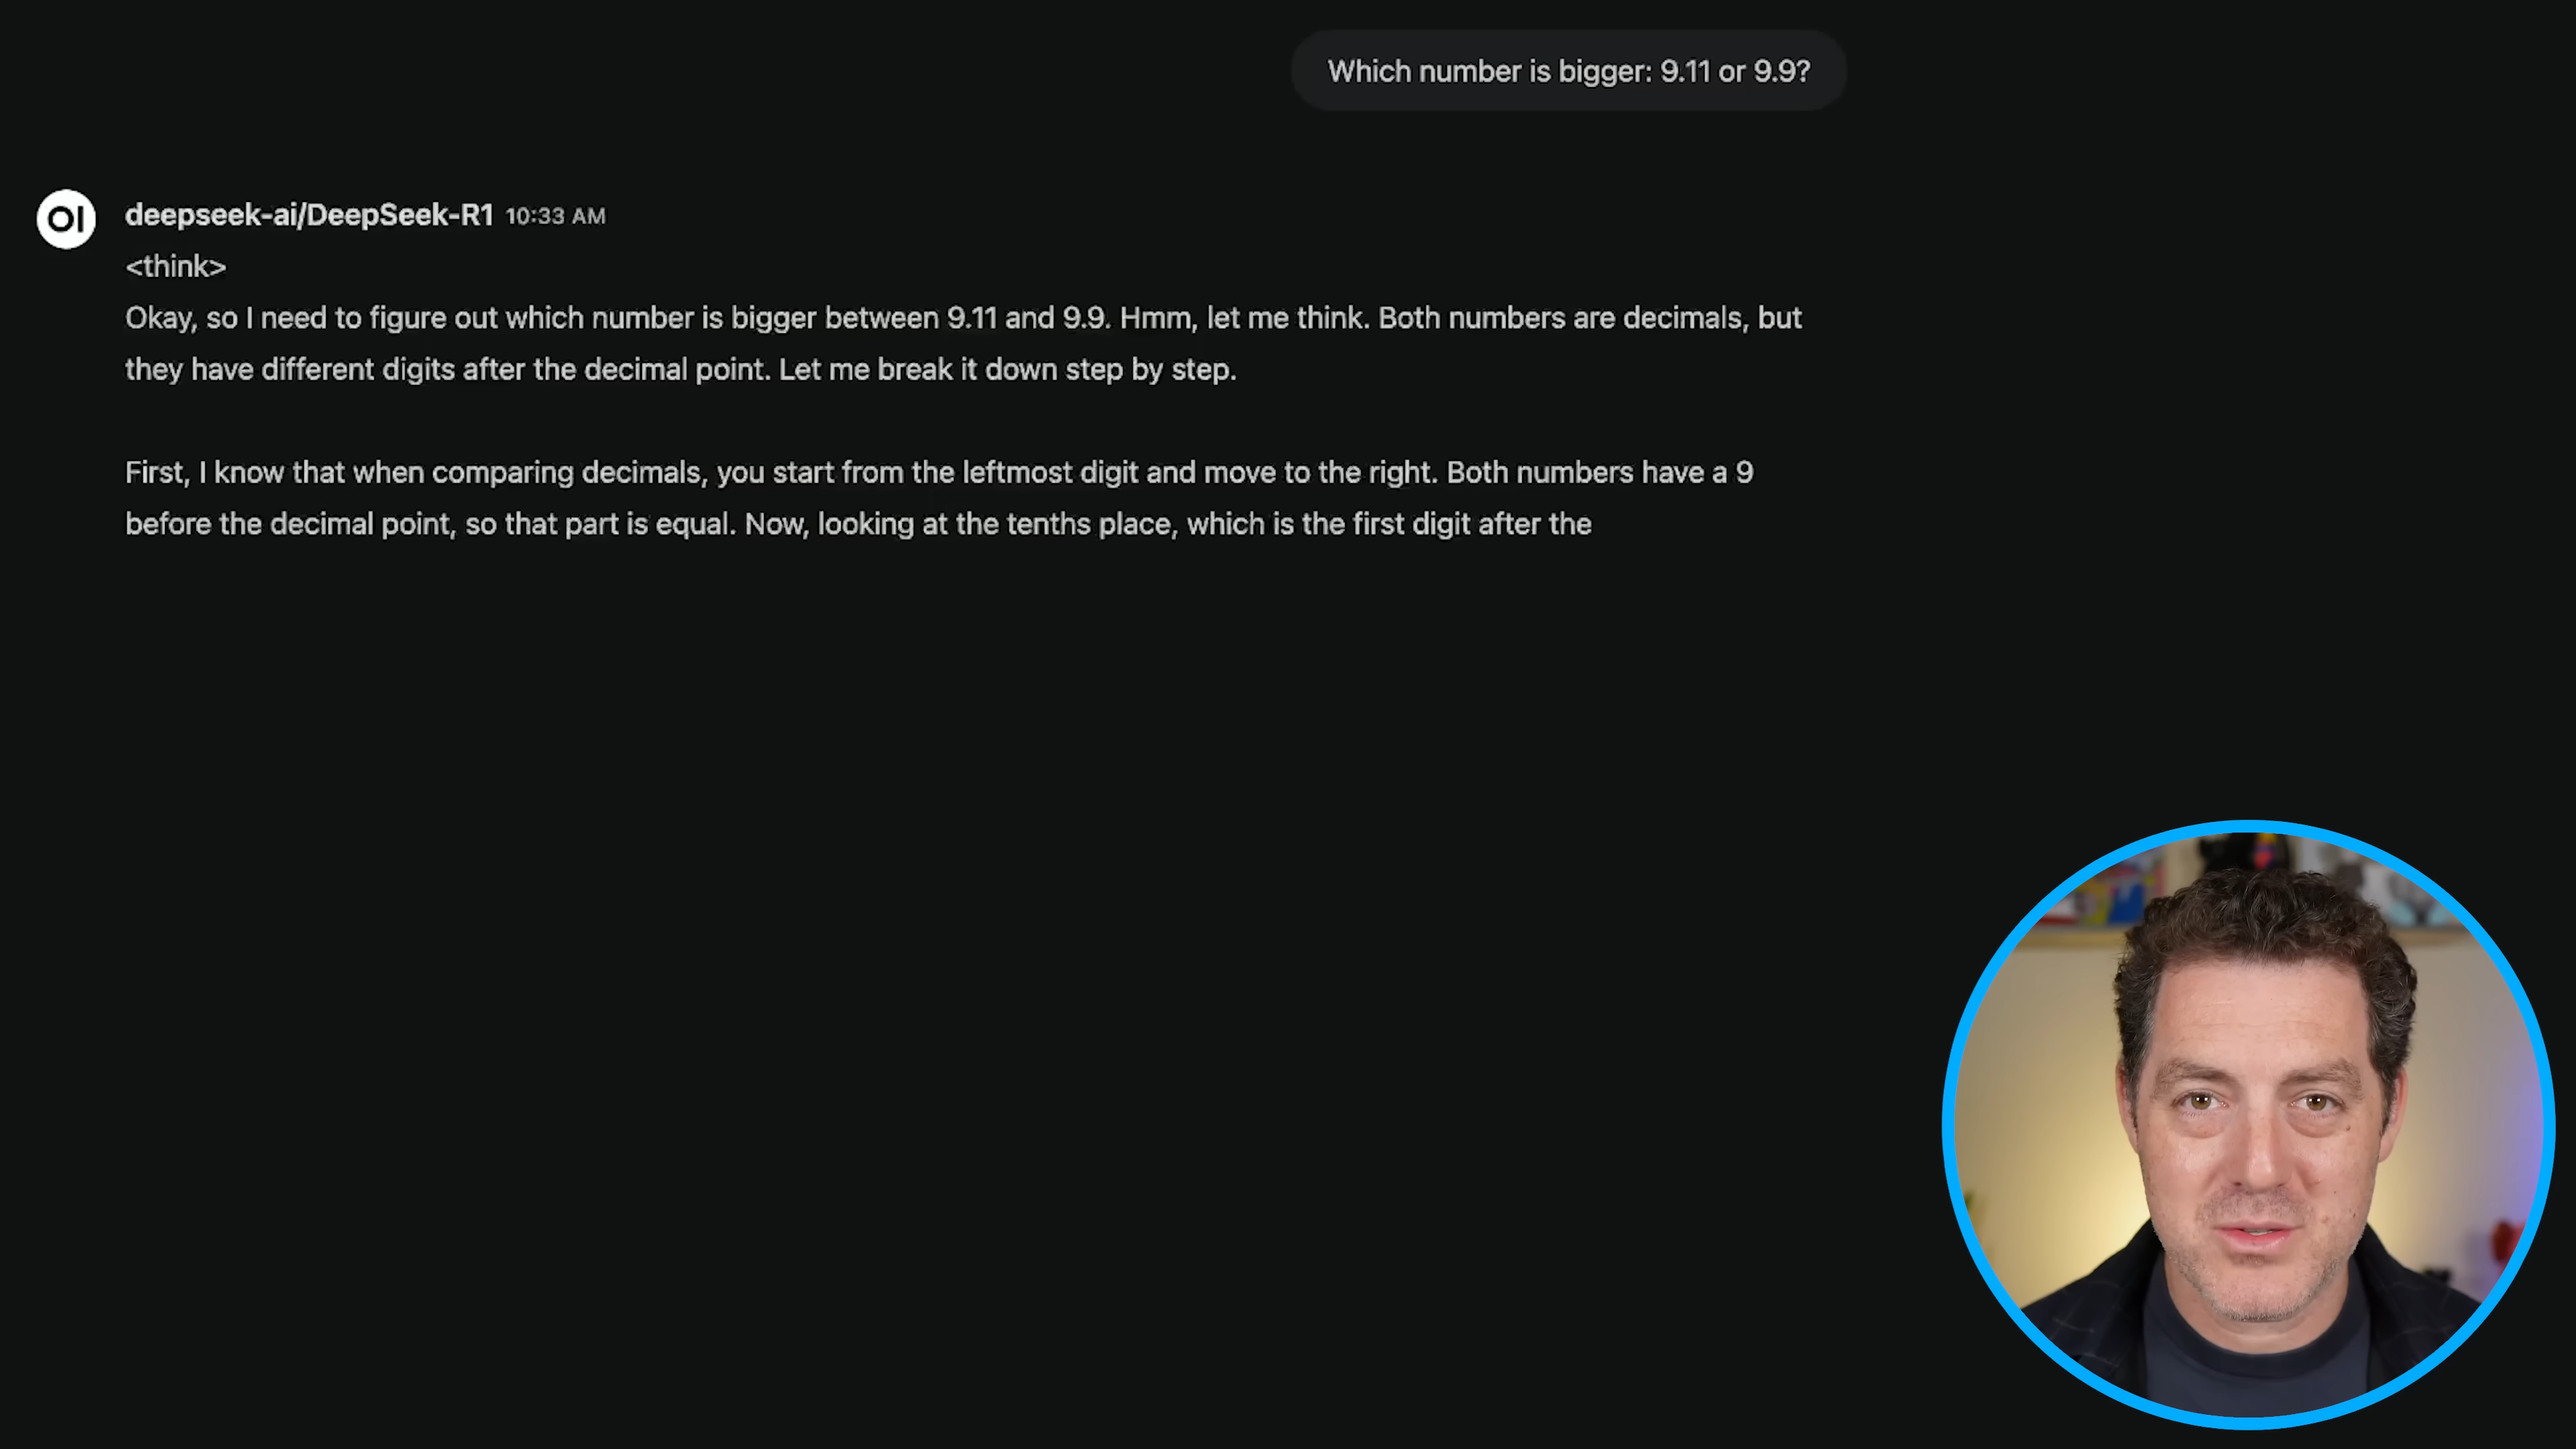 Which number is bigger: 9.11 or 9.9?
OI
deepseek-ai/DeepSeek-R1 10:33 AM
<think>
Okay, so I need to figure out which number is bigger between 9.11 and 9.9. Hmm, let me think. Both numbers are decimals, but
they have different digits after the decimal point. Let me break it down step by step.
First, I know that when comparing decimals, you start from the leftmost digit and move to the right. Both numbers have a 9
before the decimal point, so that part is equal. Now, looking at the tenths place, which is the first digit after the